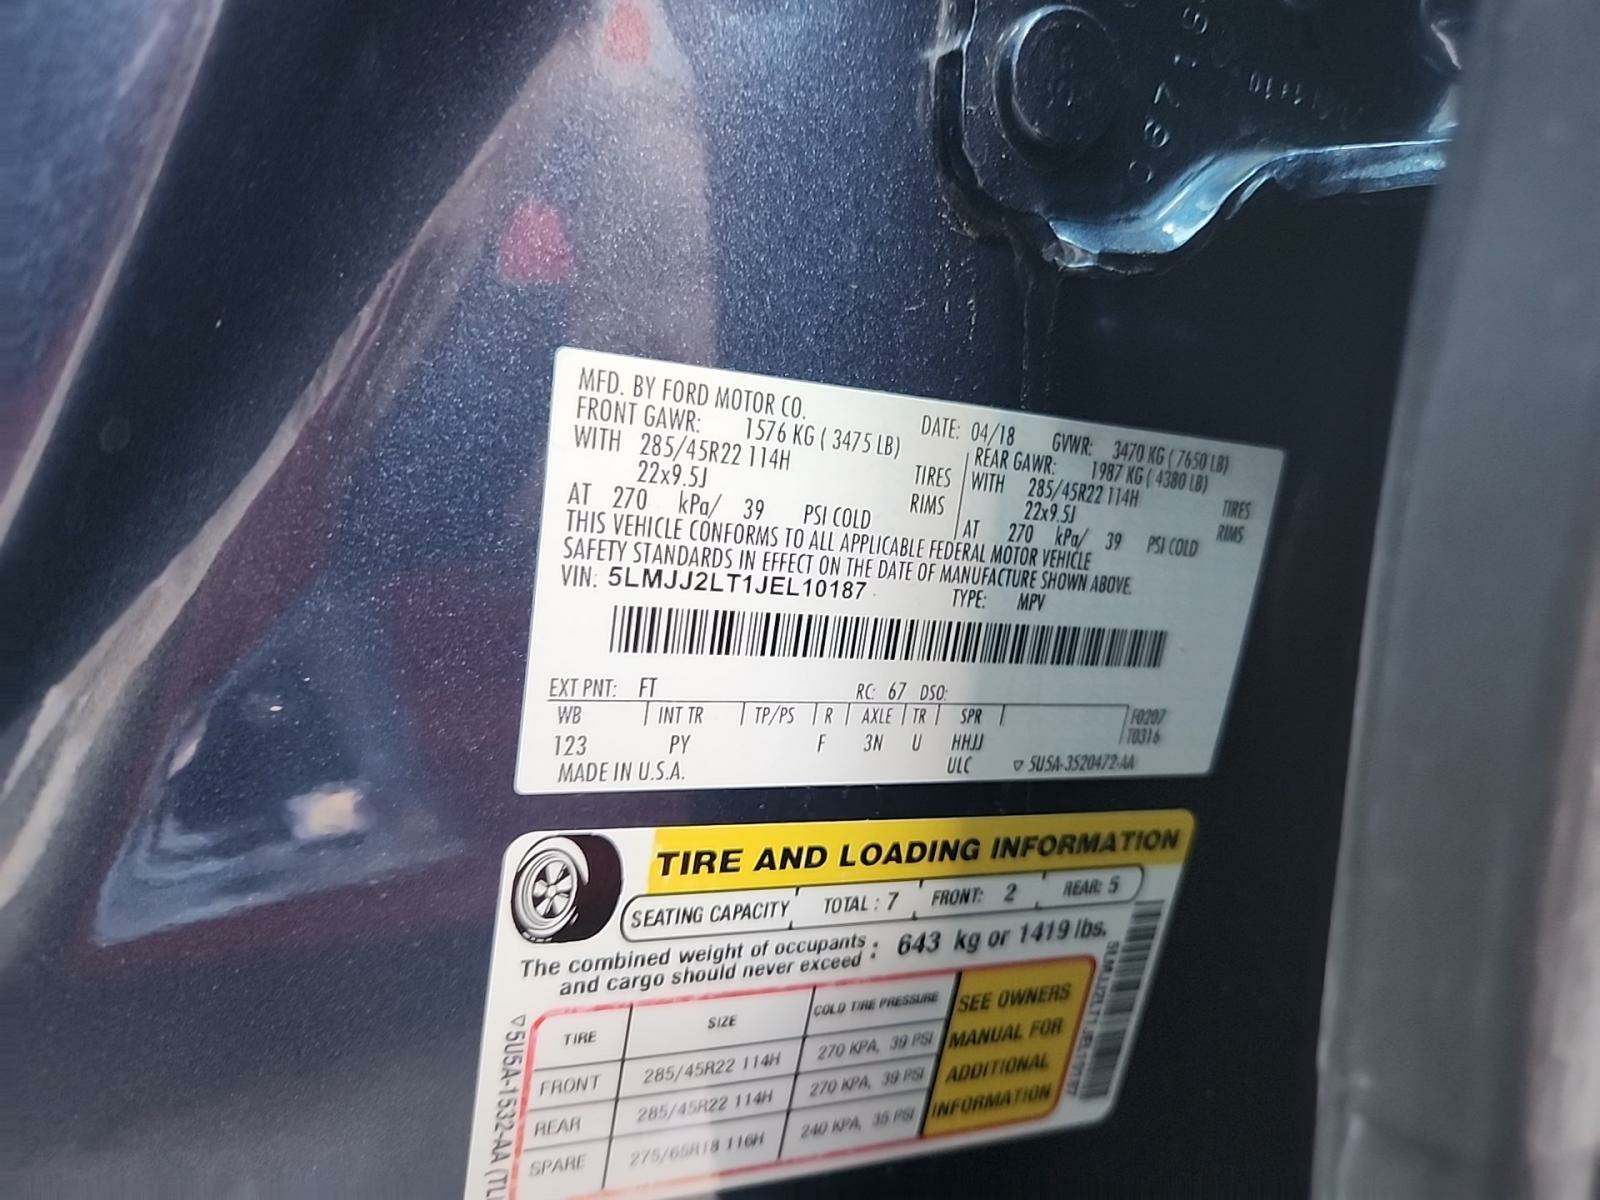 MFD. BY FORD MOTOR CO.
DATE: 04/18 GVWR: 3470 KG ( 7650 LB)
FRONT GAWR: 1576 KG ( 3475 LB) REAR GAWR: 1987 KG ( 4380 LB)
WITH 285/45R22 114H TIRES WITH 285/45R22 114H TIRES
22x9.5J RIMS 22x9.5J RIMS
AT 270 kPa/ 39 PSI COLD AT 270 kPa/ 39 PSI COLD
THIS VEHICLE CONFORMS TO ALL APPLICABLE FEDERAL MOTOR VEHICLE
SAFETY STANDARDS IN EFFECT ON THE DATE OF MANUFACTURE SHOWN ABOVE.
VIN: 5LMJJ2LT1JEL10187 TYPE: MPV
EXT PNT: FT RC: 67 DSO:
WB INT TR TP/PS R AXLE TR SPR F0207
123 PY F 3N U HHJJ T0316
MADE IN U.S.A. ULC ▽ 5U5A-3520472-AA
TIRE AND LOADING INFORMATION
SEATING CAPACITY TOTAL : 7 FRONT: 2 REAR: 5
The combined weight of occupants : 643 kg or 1419 lbs.
and cargo should never exceed :
TIRE SIZE COLD TIRE PRESSURE
FRONT 285/45R22 114H 270 KPA, 39 PSI
REAR 285/45R22 114H 270 KPA, 39 PSI
SPARE 275/65R18 116H 240 KPA, 35 PSI
SEE OWNERS
MANUAL FOR
ADDITIONAL
INFORMATION
5LMJJ2LT1JEL10187
▽5U5A-1532-AA (TLI